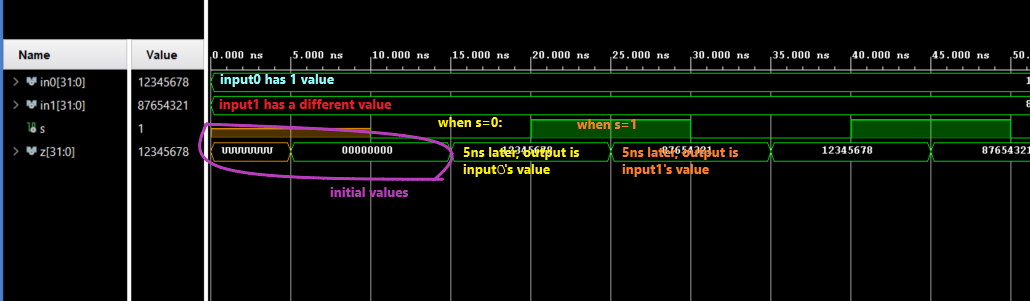 Name Value
0.000 ns 5.000 ns 10.000 ns 15.000 ns 20.000 ns 25.000 ns 30.000 ns 35.000 ns 40.000 ns 45.000 ns 50.
in0[31:0] 12345678 input0 has 1 value 1
in1[31:0] 87654321 input1 has a different value 8
s 1 when s=0: when s=1
z[31:0] 12345678 UUUUUUUU 00000000 12345678 87654321 12345678 87654321
5ns later, output is 5ns later, output is
input0's value input1's value
initial values